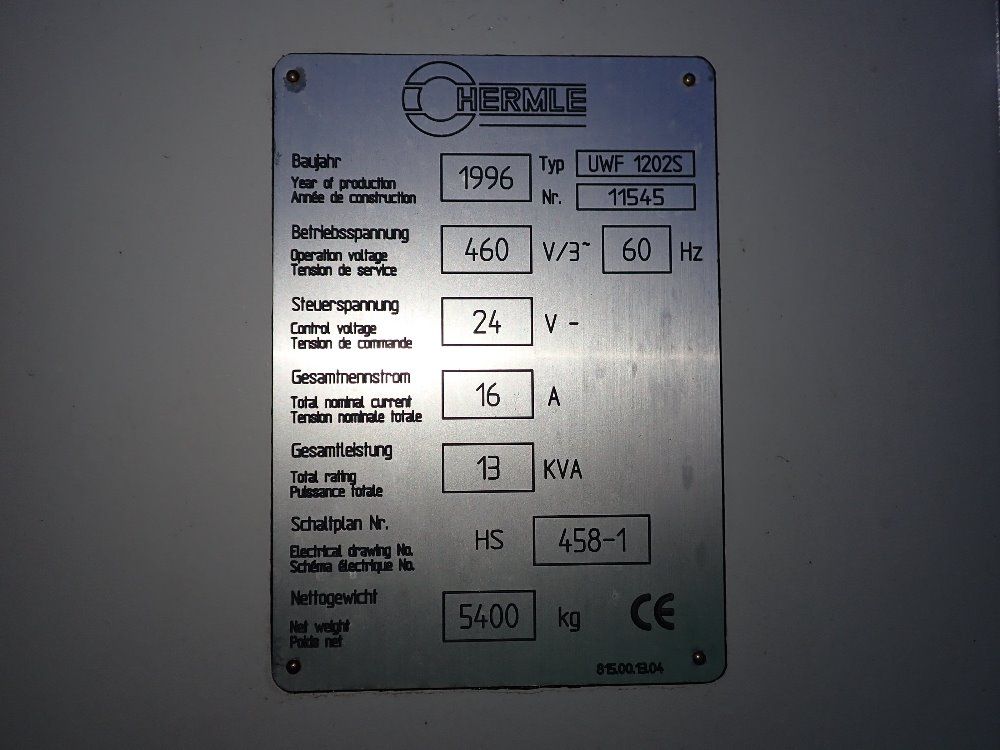 HERMLE
Baujahr
Year of production
Année de construction
1996
Typ UWF 1202S
Nr. 11545
Betriebsspannung
Operation voltage
Tension de service
460 V/3~ 60 Hz
Steuerspannung
Control voltage
Tension de commande
24 V -
Gesamtnennstrom
Total nominal current
Tension nominale totale
16 A
Gesamtleistung
Total rating
Puissance totale
13 KVA
Schaltplan Nr.
Electrical drawing No.
Schéma électrique No.
HS 458-1
Nettogewicht
Net weight
Poids net
5400 kg
CE
815.00.13.04